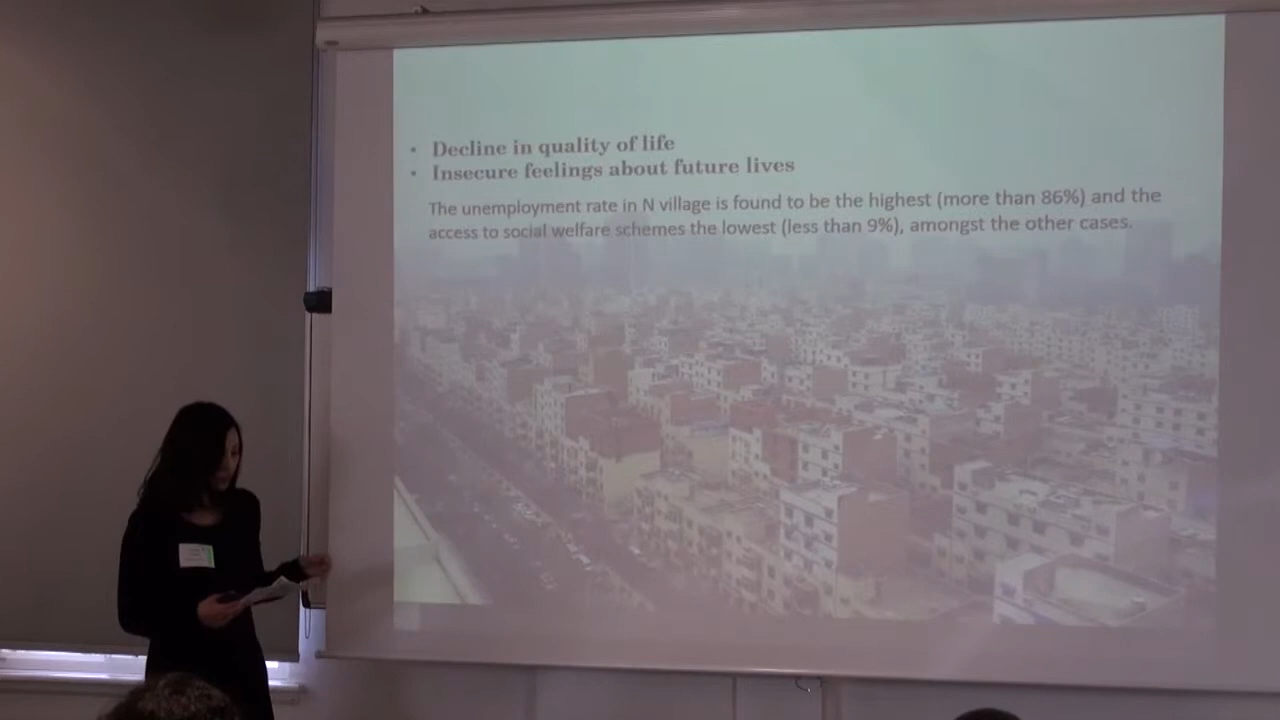 • Decline in quality of life
• Insecure feelings about future lives
The unemployment rate in N village is found to be the highest (more than 86%) and the
access to social welfare schemes the lowest (less than 9%), amongst the other cases.